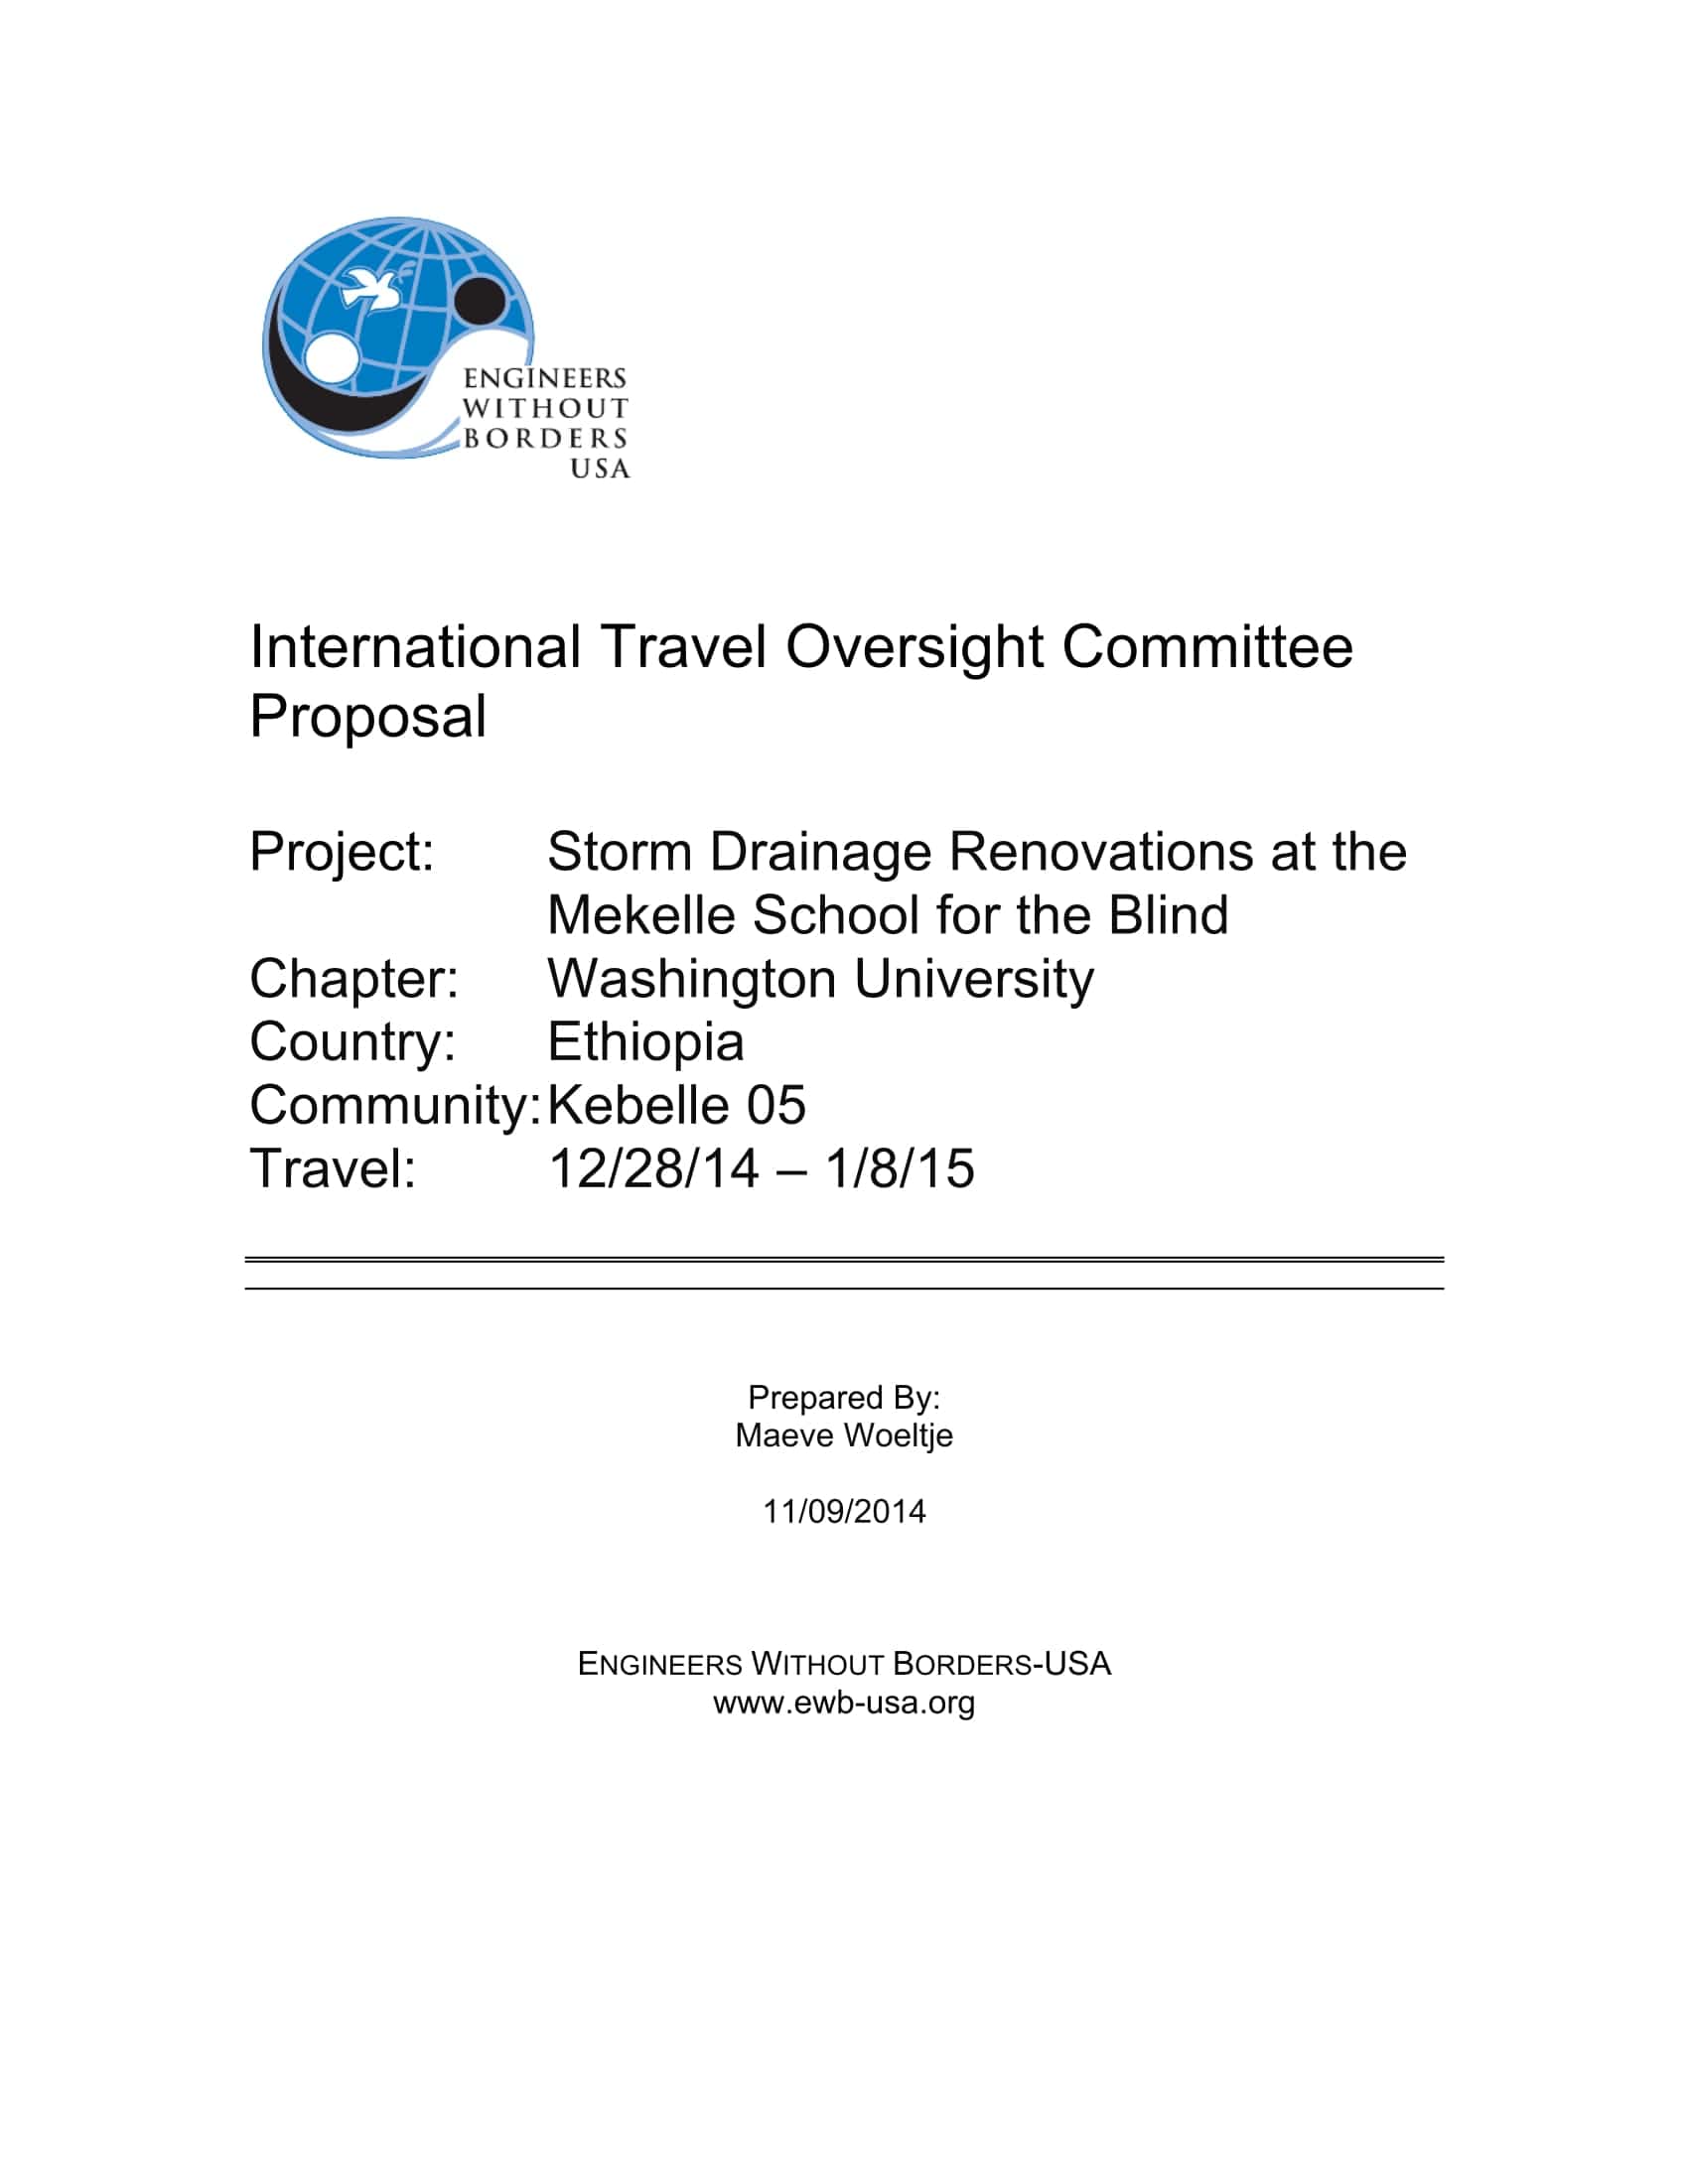 ENGINEERS
WITHOUT
BORDERS
USA
International Travel Oversight Committee
Proposal
Project: Storm Drainage Renovations at the
Mekelle School for the Blind
Chapter: Washington University
Country: Ethiopia
Community: Kebelle 05
Travel: 12/28/14 – 1/8/15
Prepared By:
Maeve Woeltje
11/09/2014
ENGINEERS WITHOUT BORDERS-USA
www.ewb-usa.org